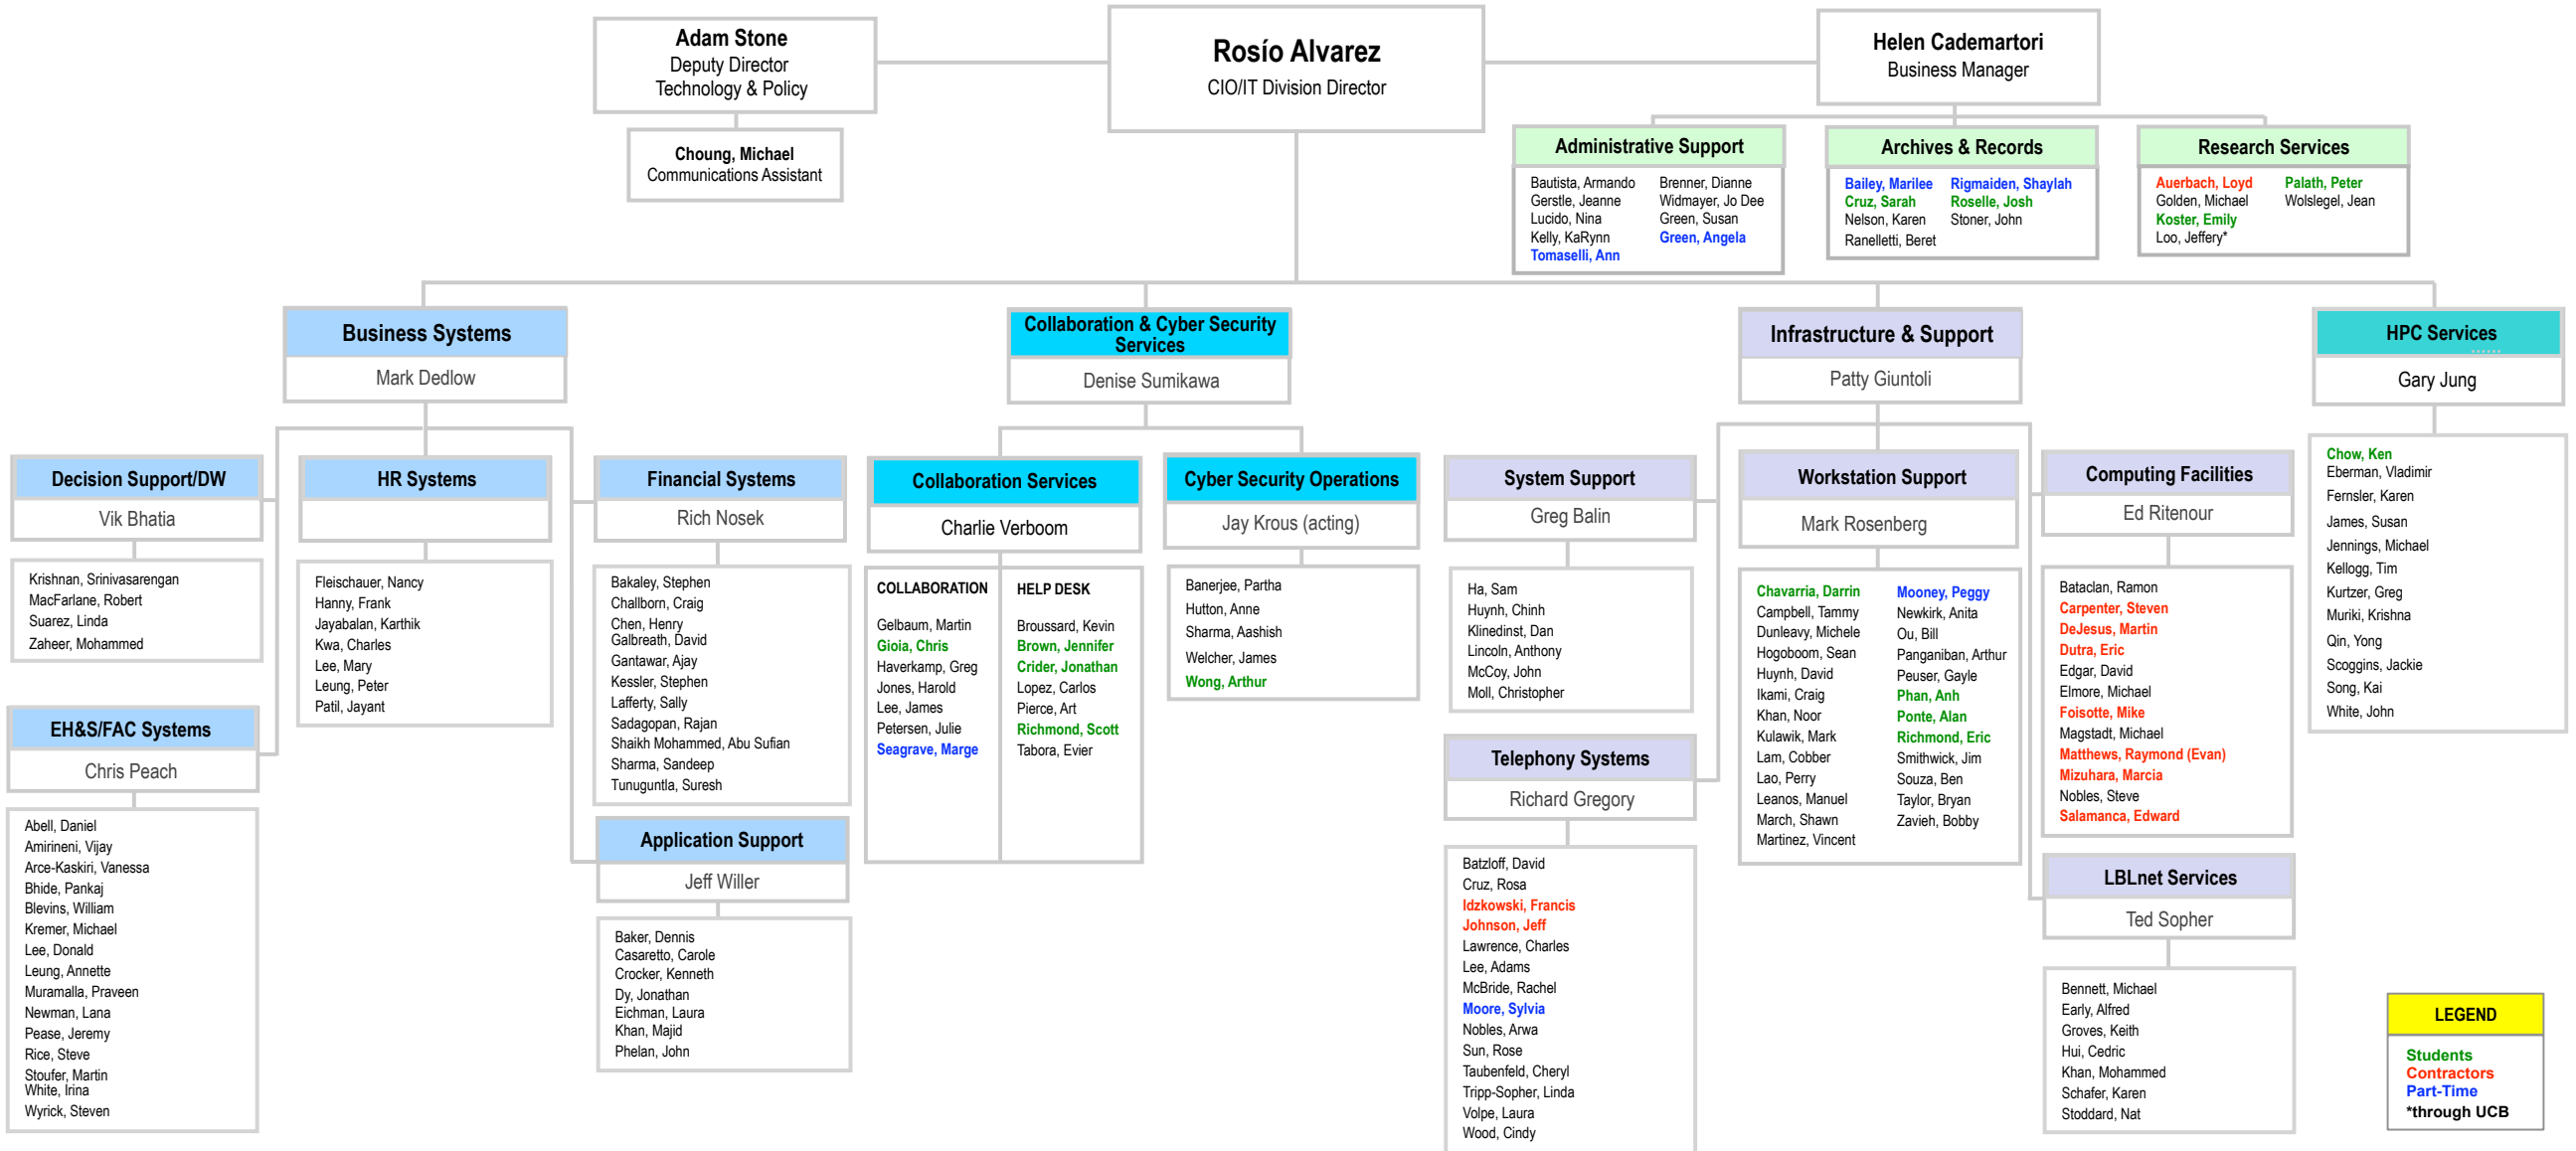 Adam Stone
Deputy Director
Technology & Policy
Choung, Michael
Communications Assistant
Rosío Alvarez
CIO/IT Division Director
Helen Cademartori
Business Manager
Administrative Support
Bautista, Armando
Gerstle, Jeanne
Lucido, Nina
Kelly, KaRynn
Tomaselli, Ann
Brenner, Dianne
Widmayer, Jo Dee
Green, Susan
Green, Angela
Archives & Records
Bailey, Marilee
Cruz, Sarah
Nelson, Karen
Ranelletti, Beret
Rigmaiden, Shaylah
Roselle, Josh
Stoner, John
Research Services
Auerbach, Loyd
Golden, Michael
Koster, Emily
Loo, Jeffery*
Palath, Peter
Wolslegel, Jean
Business Systems
Mark Dedlow
Decision Support/DW
Vik Bhatia
Krishnan, Srinivasarengan
MacFarlane, Robert
Suarez, Linda
Zaheer, Mohammed
EH&S/FAC Systems
Chris Peach
Abell, Daniel
Amirineni, Vijay
Arce-Kaskiri, Vanessa
Bhide, Pankaj
Blevins, William
Kremer, Michael
Lee, Donald
Leung, Annette
Muramalla, Praveen
Newman, Lana
Pease, Jeremy
Rice, Steve
Stoufer, Martin
White, Irina
Wyrick, Steven
HR Systems
Fleischauer, Nancy
Hanny, Frank
Jayabalan, Karthik
Kwa, Charles
Lee, Mary
Leung, Peter
Patil, Jayant
Financial Systems
Rich Nosek
Bakaley, Stephen
Challborn, Craig
Chen, Henry
Galbreath, David
Gantawar, Ajay
Kessler, Stephen
Lafferty, Sally
Sadagopan, Rajan
Shaikh Mohammed, Abu Sufian
Sharma, Sandeep
Tunuguntla, Suresh
Application Support
Jeff Willer
Baker, Dennis
Casaretto, Carole
Crocker, Kenneth
Dy, Jonathan
Eichman, Laura
Khan, Majid
Phelan, John
Collaboration & Cyber Security
Services
Denise Sumikawa
Collaboration Services
Charlie Verboom
COLLABORATION
Gelbaum, Martin
Gioia, Chris
Haverkamp, Greg
Jones, Harold
Lee, James
Petersen, Julie
Seagrave, Marge
HELP DESK
Broussard, Kevin
Brown, Jennifer
Crider, Jonathan
Lopez, Carlos
Pierce, Art
Richmond, Scott
Tabora, Evier
Cyber Security Operations
Jay Krous (acting)
Banerjee, Partha
Hutton, Anne
Sharma, Aashish
Welcher, James
Wong, Arthur
Infrastructure & Support
Patty Giuntoli
System Support
Greg Balin
Ha, Sam
Huynh, Chinh
Klinedinst, Dan
Lincoln, Anthony
McCoy, John
Moll, Christopher
Telephony Systems
Richard Gregory
Batzloff, David
Cruz, Rosa
Idzkowski, Francis
Johnson, Jeff
Lawrence, Charles
Lee, Adams
McBride, Rachel
Moore, Sylvia
Nobles, Arwa
Sun, Rose
Taubenfeld, Cheryl
Tripp-Sopher, Linda
Volpe, Laura
Wood, Cindy
Workstation Support
Mark Rosenberg
Chavarria, Darrin
Campbell, Tammy
Dunleavy, Michele
Hogoboom, Sean
Huynh, David
Ikami, Craig
Khan, Noor
Kulawik, Mark
Lam, Cobber
Lao, Perry
Leanos, Manuel
March, Shawn
Martinez, Vincent
Mooney, Peggy
Newkirk, Anita
Ou, Bill
Panganiban, Arthur
Peuser, Gayle
Phan, Anh
Ponte, Alan
Richmond, Eric
Smithwick, Jim
Souza, Ben
Taylor, Bryan
Zavieh, Bobby
Computing Facilities
Ed Ritenour
Bataclan, Ramon
Carpenter, Steven
DeJesus, Martin
Dutra, Eric
Edgar, David
Elmore, Michael
Foisotte, Mike
Magstadt, Michael
Matthews, Raymond (Evan)
Mizuhara, Marcia
Nobles, Steve
Salamanca, Edward
LBLnet Services
Ted Sopher
Bennett, Michael
Early, Alfred
Groves, Keith
Hui, Cedric
Khan, Mohammed
Schafer, Karen
Stoddard, Nat
HPC Services
Gary Jung
Chow, Ken
Eberman, Vladimir
Fernsler, Karen
James, Susan
Jennings, Michael
Kellogg, Tim
Kurtzer, Greg
Muriki, Krishna
Qin, Yong
Scoggins, Jackie
Song, Kai
White, John
LEGEND
Students
Contractors
Part-Time
*through UCB